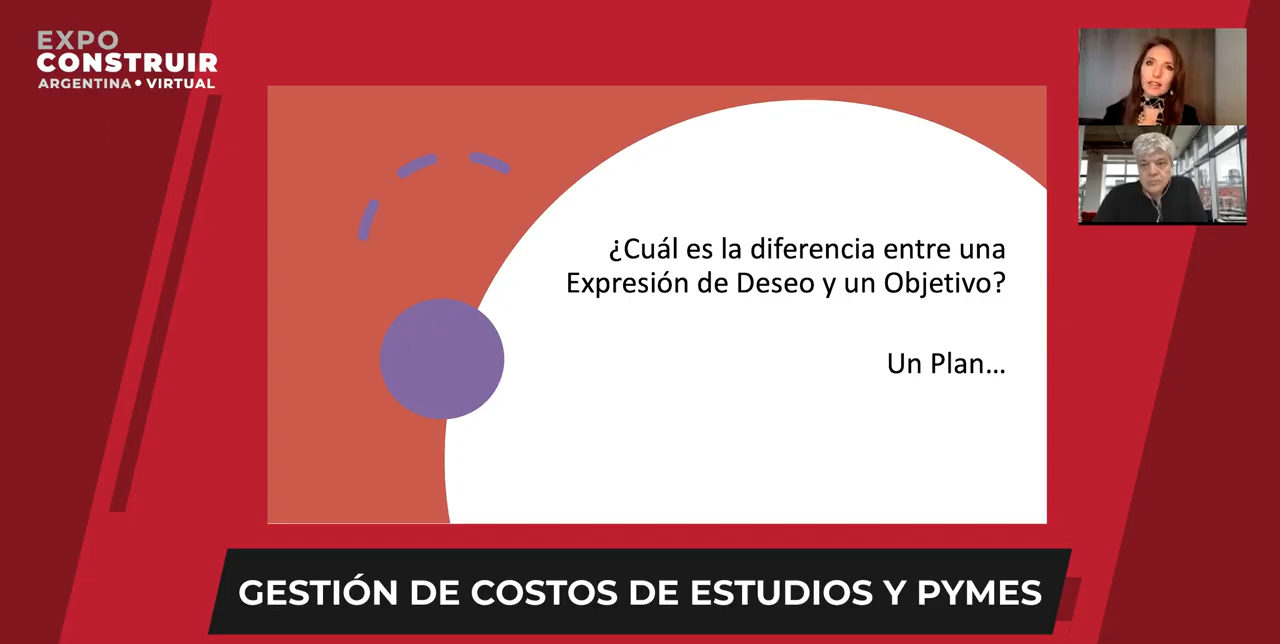 EXPO
CONSTRUIR
ARGENTINA • VIRTUAL
¿Cuál es la diferencia entre una
Expresión de Deseo y un Objetivo?
Un Plan...
GESTIÓN DE COSTOS DE ESTUDIOS Y PYMES